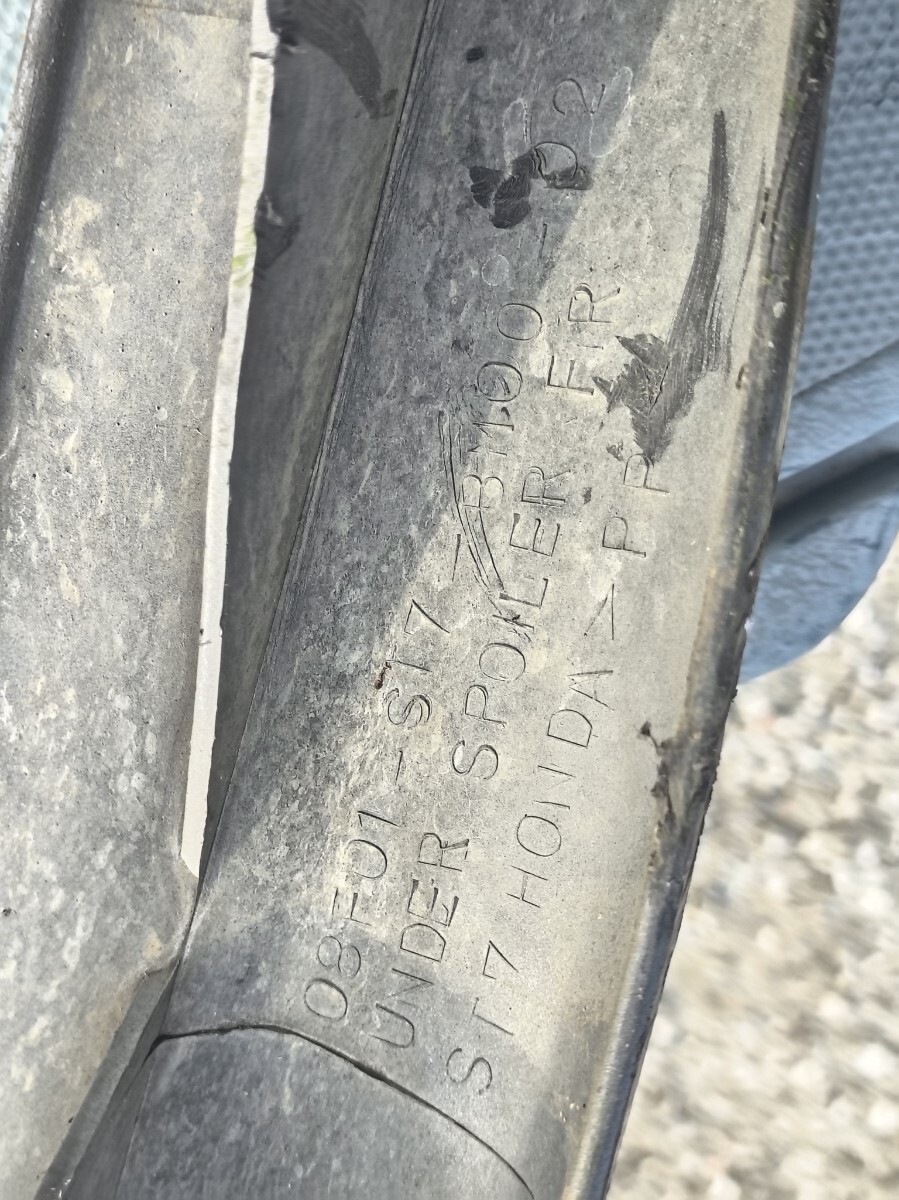 08F01-ST7-B100-02
UNDER SPOILER FR
ST7 HONDA >PP